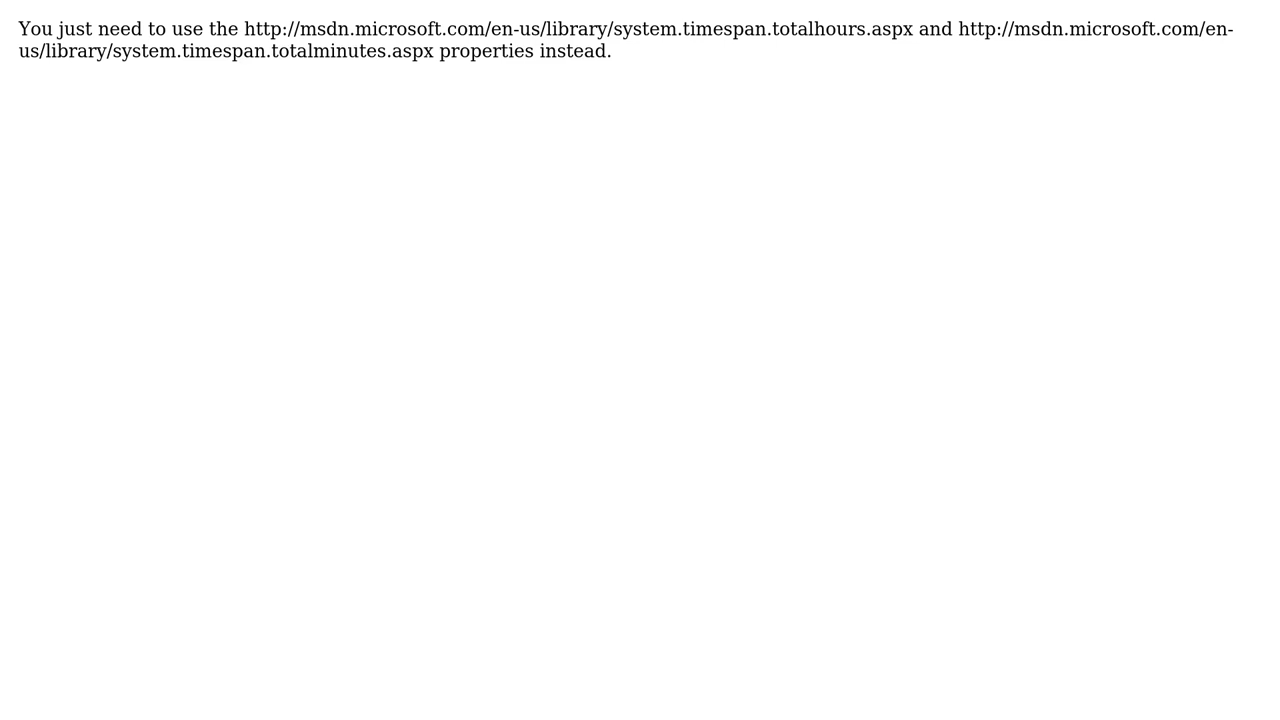 You just need to use the http://msdn.microsoft.com/en-us/library/system.timespan.totalhours.aspx and http://msdn.microsoft.com/en-
us/library/system.timespan.totalminutes.aspx properties instead.